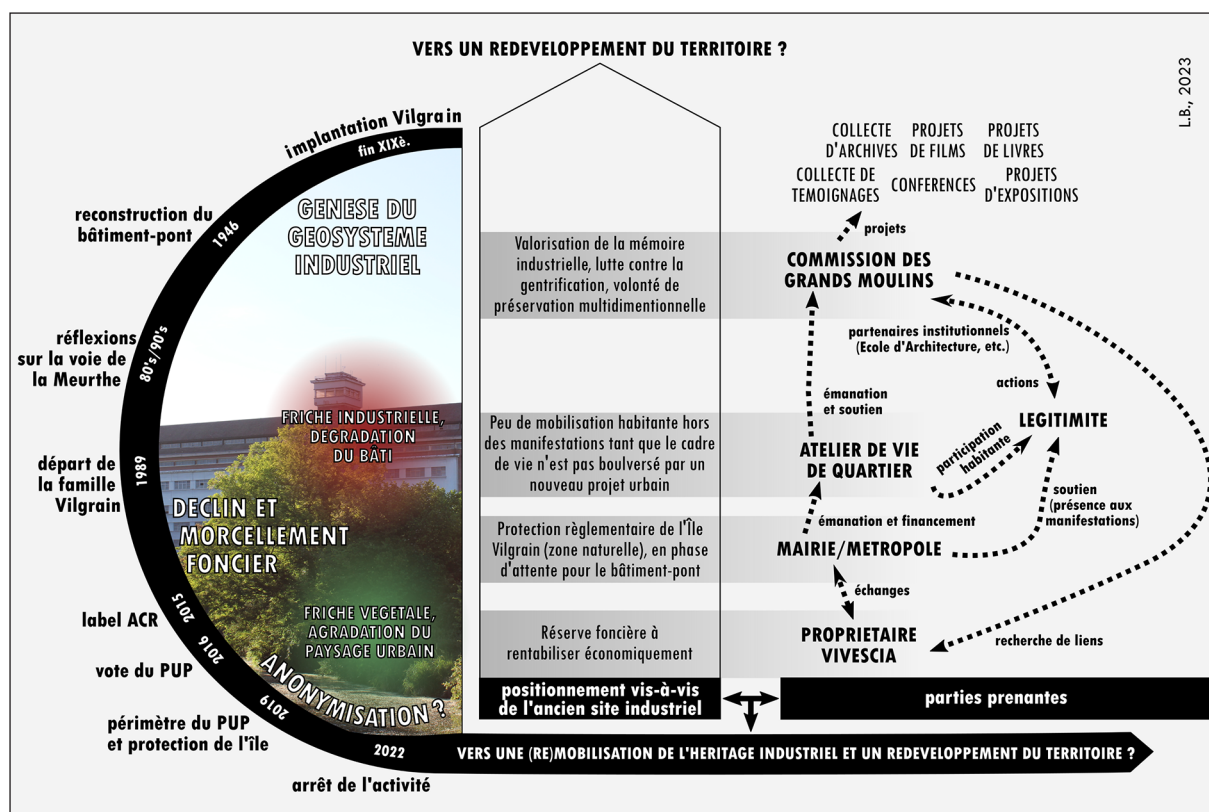 VERS UN REDEVELOPPEMENT DU TERRITOIRE ?
L.B., 2023
implantation Vilgrain
fin XIXè.
reconstruction du
bâtiment-pont
1946
réflexions
sur la voie de
la Meurthe
80's/90's
départ de
la famille
Vilgrain
1989
label ACR
2015
vote du PUP
2016
périmètre du PUP
et protection de l'île
2019
2022
arrêt de l'activité
GENESE DU
GEOSYSTEME
INDUSTRIEL
FRICHE INDUSTRIELLE,
DEGRADATION
DU BÂTI
DECLIN ET
MORCELLEMENT
FONCIER
FRICHE VEGETALE,
AGRADATION DU
PAYSAGE URBAIN
ANONYMISATION ?
Valorisation de la mémoire
industrielle, lutte contre la
gentrification, volonté de
préservation multidimentionnelle
Peu de mobilisation habitante hors
des manifestations tant que le cadre
de vie n'est pas boulversé par un
nouveau projet urbain
Protection règlementaire de l'Île
Vilgrain (zone naturelle), en phase
d'attente pour le bâtiment-pont
Réserve foncière à
rentabiliser économiquement
positionnement vis-à-vis
de l'ancien site industriel
COLLECTE
D'ARCHIVES
PROJETS
DE FILMS
PROJETS
DE LIVRES
COLLECTE DE
TEMOIGNAGES
CONFERENCES
PROJETS
D'EXPOSITIONS
projets
COMMISSION DES
GRANDS MOULINS
partenaires institutionnels
(Ecole d'Architecture, etc.)
actions
émanation
et soutien
LEGITIMITE
ATELIER DE VIE
DE QUARTIER
participation
habitante
soutien
(présence aux
manifestations)
émanation et financement
MAIRIE/METROPOLE
échanges
PROPRIETAIRE
VIVESCIA
recherche de liens
parties prenantes
VERS UNE (RE)MOBILISATION DE L'HERITAGE INDUSTRIEL ET UN REDEVELOPPEMENT DU TERRITOIRE ?